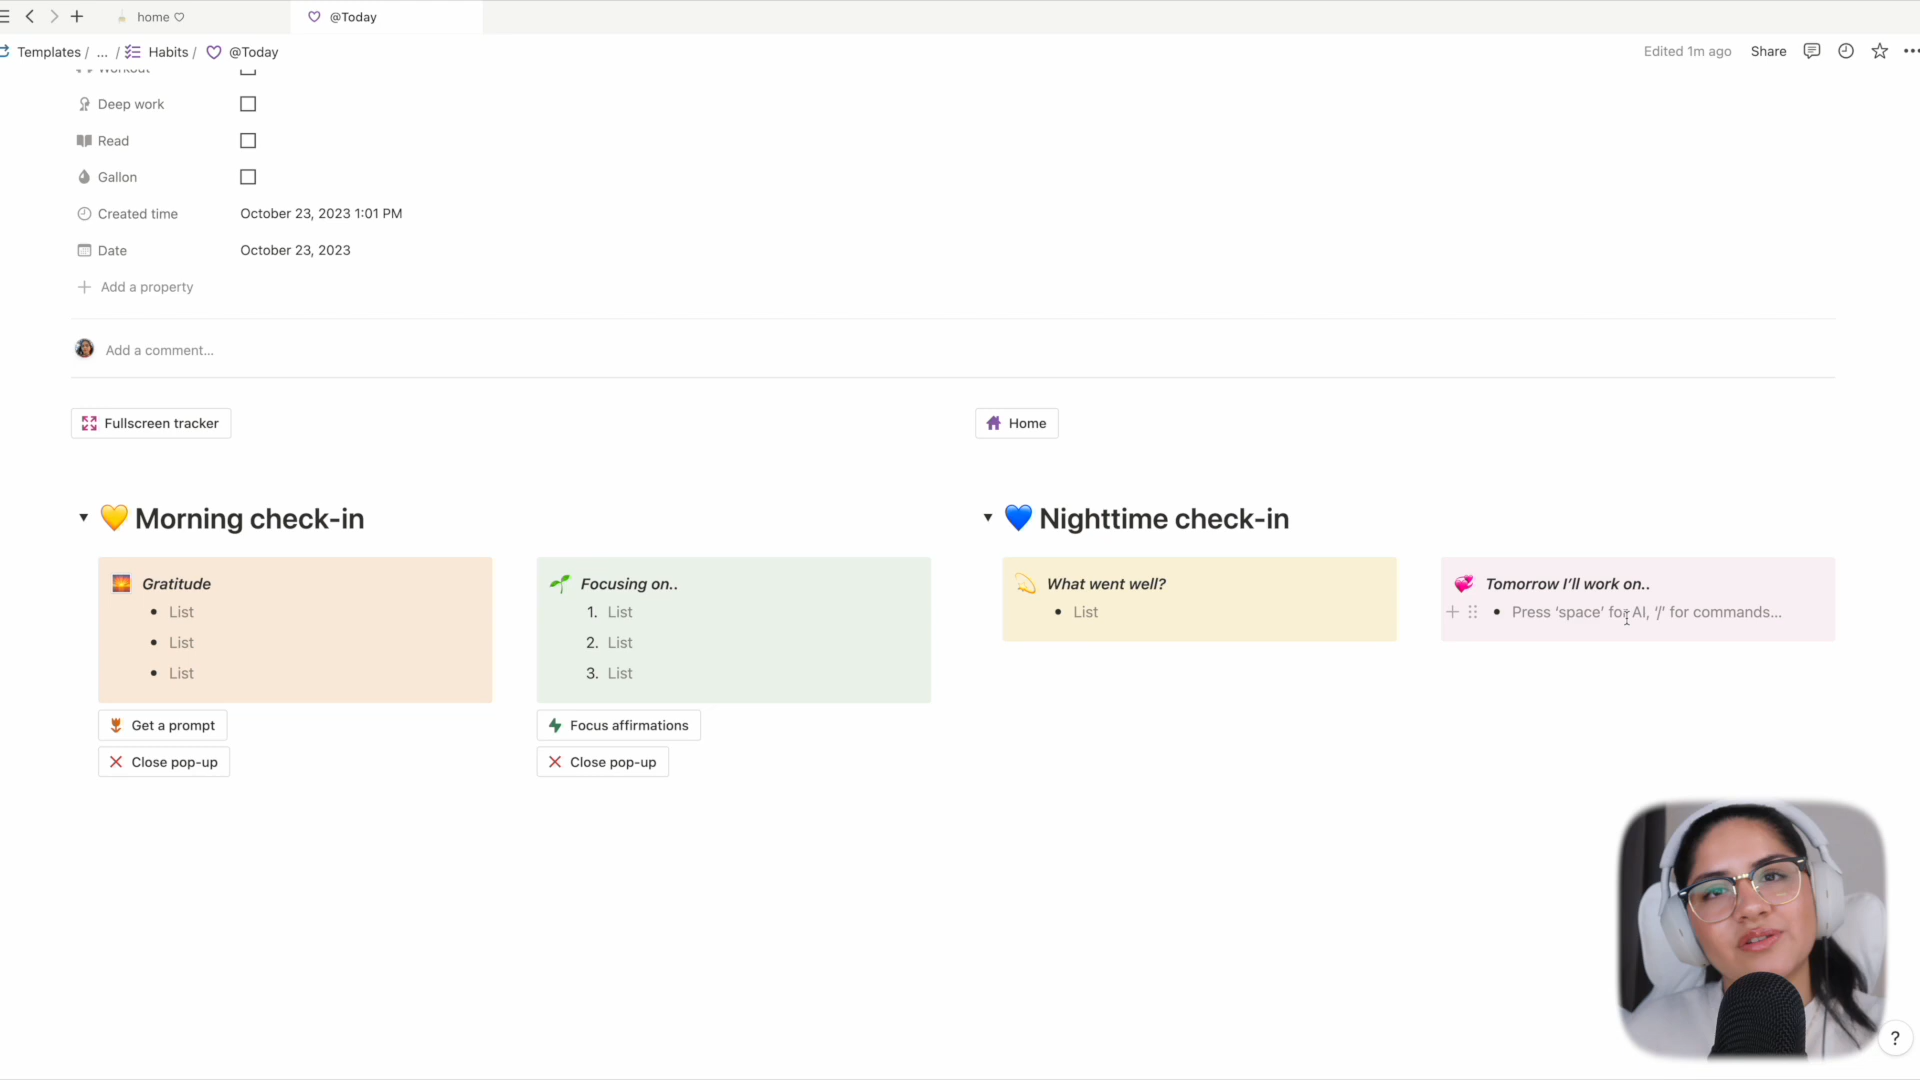 home ♡
@Today
Templates / ... / Habits / @Today
Edited 1m ago Share
Workout
Deep work
Read
Gallon
Created time October 23, 2023 1:01 PM
Date October 23, 2023
Add a property
Add a comment...
Fullscreen tracker
Home
Morning check-in
Gratitude
• List
• List
• List
Get a prompt
Close pop-up
Focusing on..
1. List
2. List
3. List
Focus affirmations
Close pop-up
Nighttime check-in
What went well?
• List
Tomorrow I’ll work on..
• Press ‘space’ for AI, ‘/’ for commands...
?